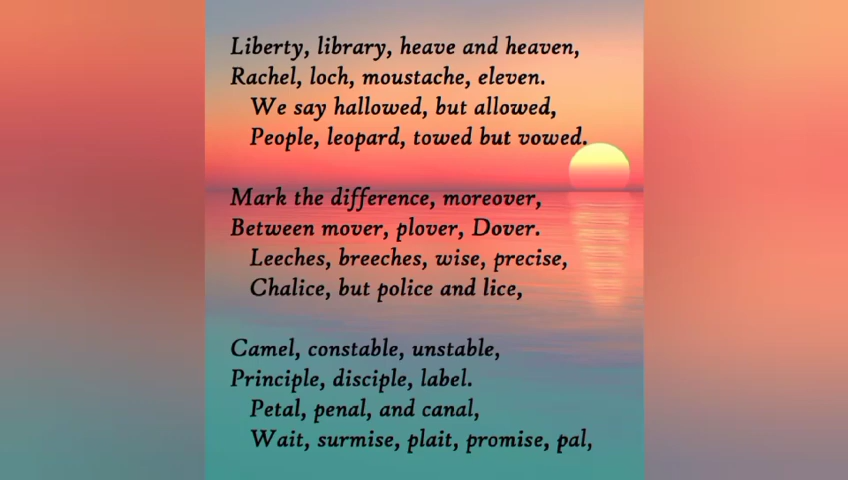 Liberty, library, heave and heaven,
Rachel, loch, moustache, eleven.
We say hallowed, but allowed,
People, leopard, towed but vowed.
Mark the difference, moreover,
Between mover, plover, Dover.
Leeches, breeches, wise, precise,
Chalice, but police and lice,
Camel, constable, unstable,
Principle, disciple, label.
Petal, penal, and canal,
Wait, surmise, plait, promise, pal,